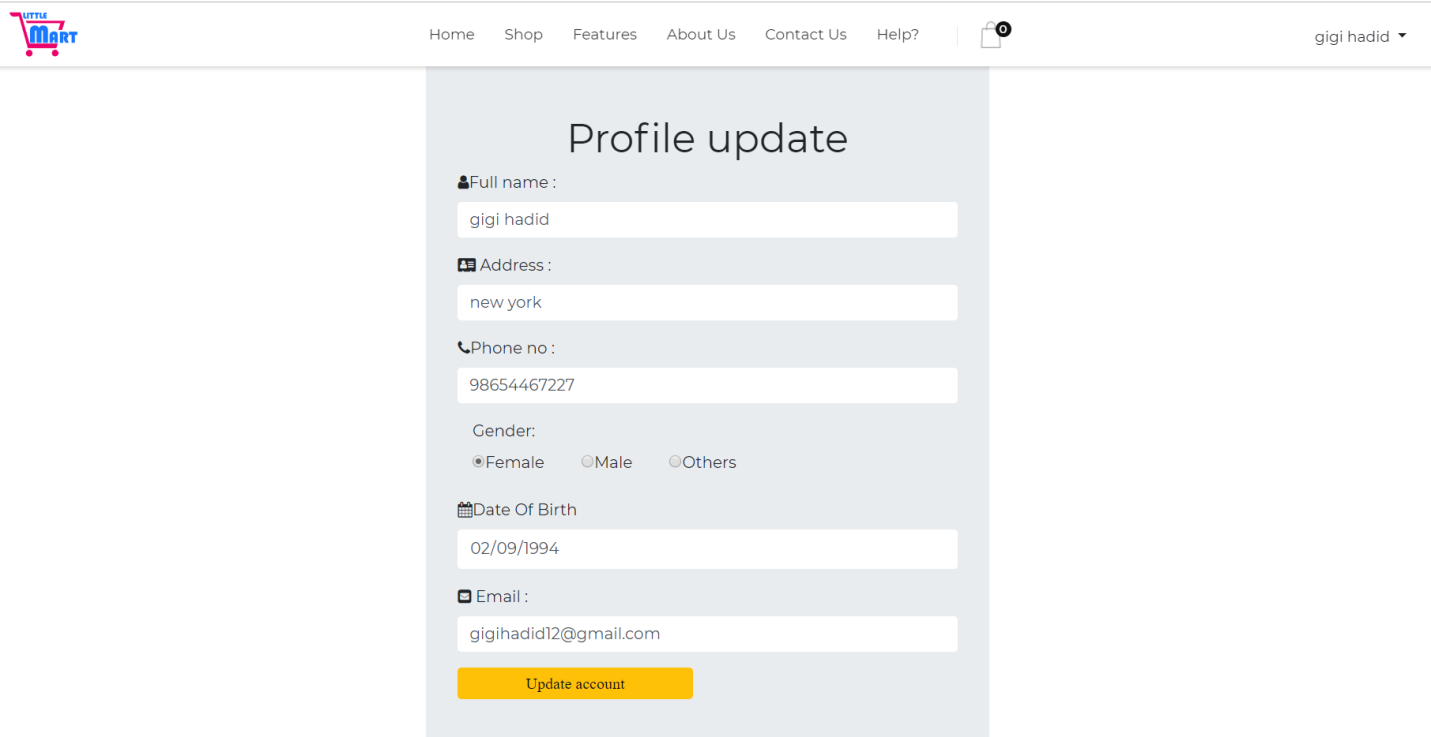 LITTLE
MART
Home Shop Features About Us Contact Us Help? 0 gigi hadid
Profile update
Full name :
gigi hadid
Address :
new york
Phone no :
98654467227
Gender:
Female Male Others
Date Of Birth
02/09/1994
Email :
gigihadid12@gmail.com
Update account